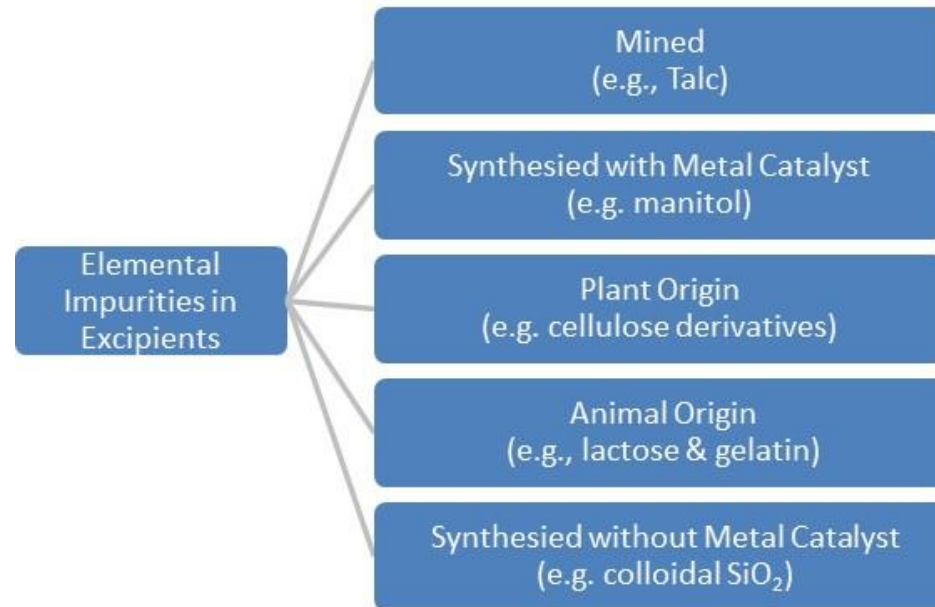 Mined
(e.g., Talc)
Synthesied with Metal Catalyst
(e.g. manitol)
Elemental
Impurities in
Excipients
Plant Origin
(e.g. cellulose derivatives)
Animal Origin
(e.g., lactose & gelatin)
Synthesied without Metal Catalyst
(e.g. colloidal SiO₂)